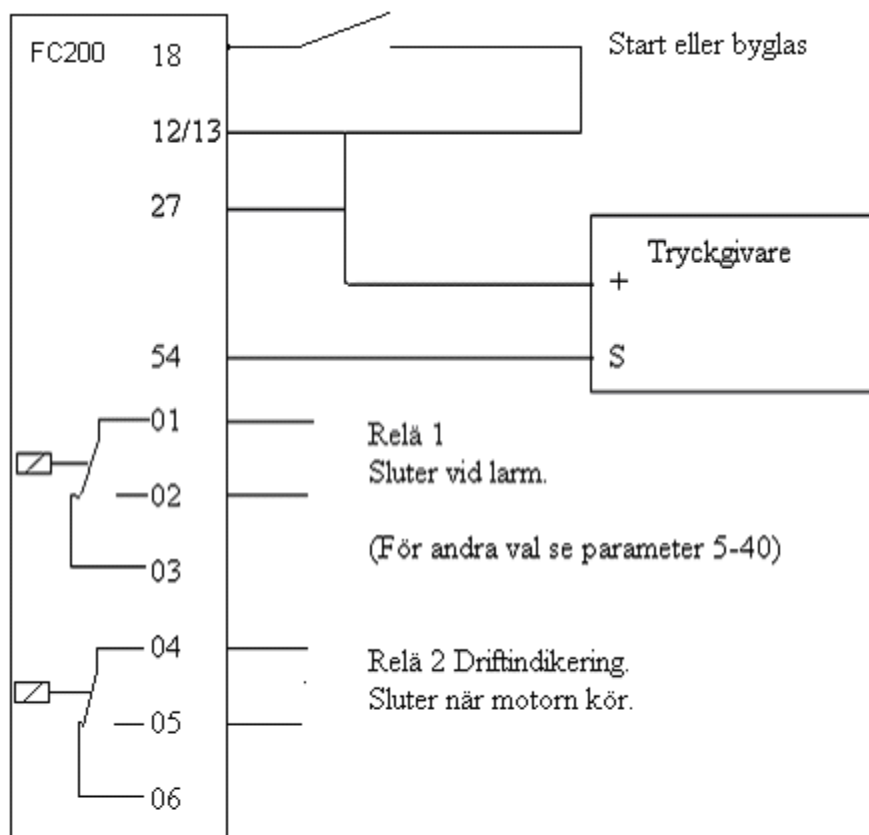 FC200
18
Start eller byglas
12/13
27
Tryckgivare
+
54
S
01
Relä 1
Sluter vid larm.
02
(För andra val se parameter 5-40)
03
04
Relä 2 Driftindikering.
Sluter när motorn kör.
05
06